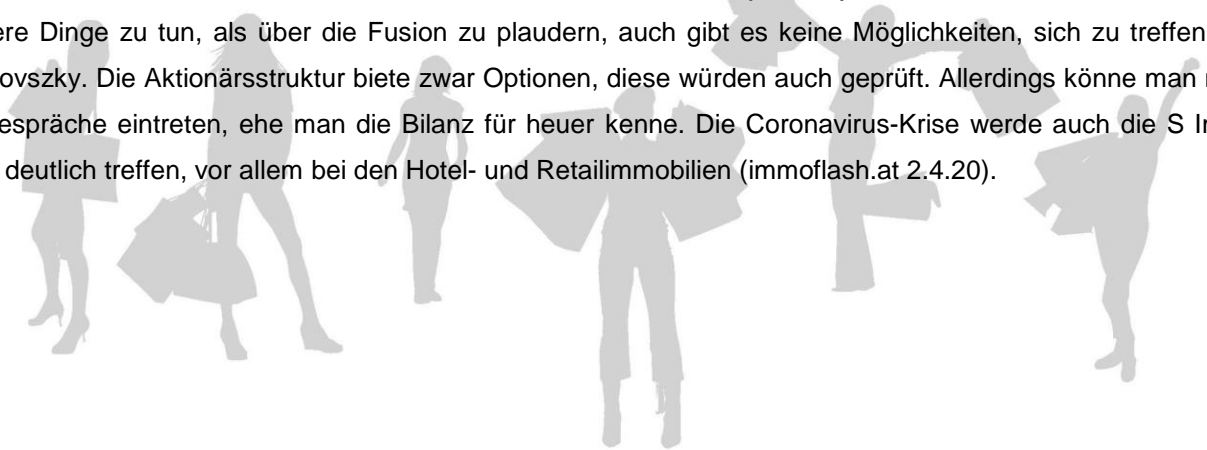 ere Dinge zu tun, als über die Fusion zu plaudern, auch gibt es keine Möglichkeiten, sich zu treffen
ovszky. Die Aktionärsstruktur biete zwar Optionen, diese würden auch geprüft. Allerdings könne man
espräche eintreten, ehe man die Bilanz für heuer kenne. Die Coronavirus-Krise werde auch die S
deutlich treffen, vor allem bei den Hotel- und Retailimmobilien (immoflash.at 2.4.20).